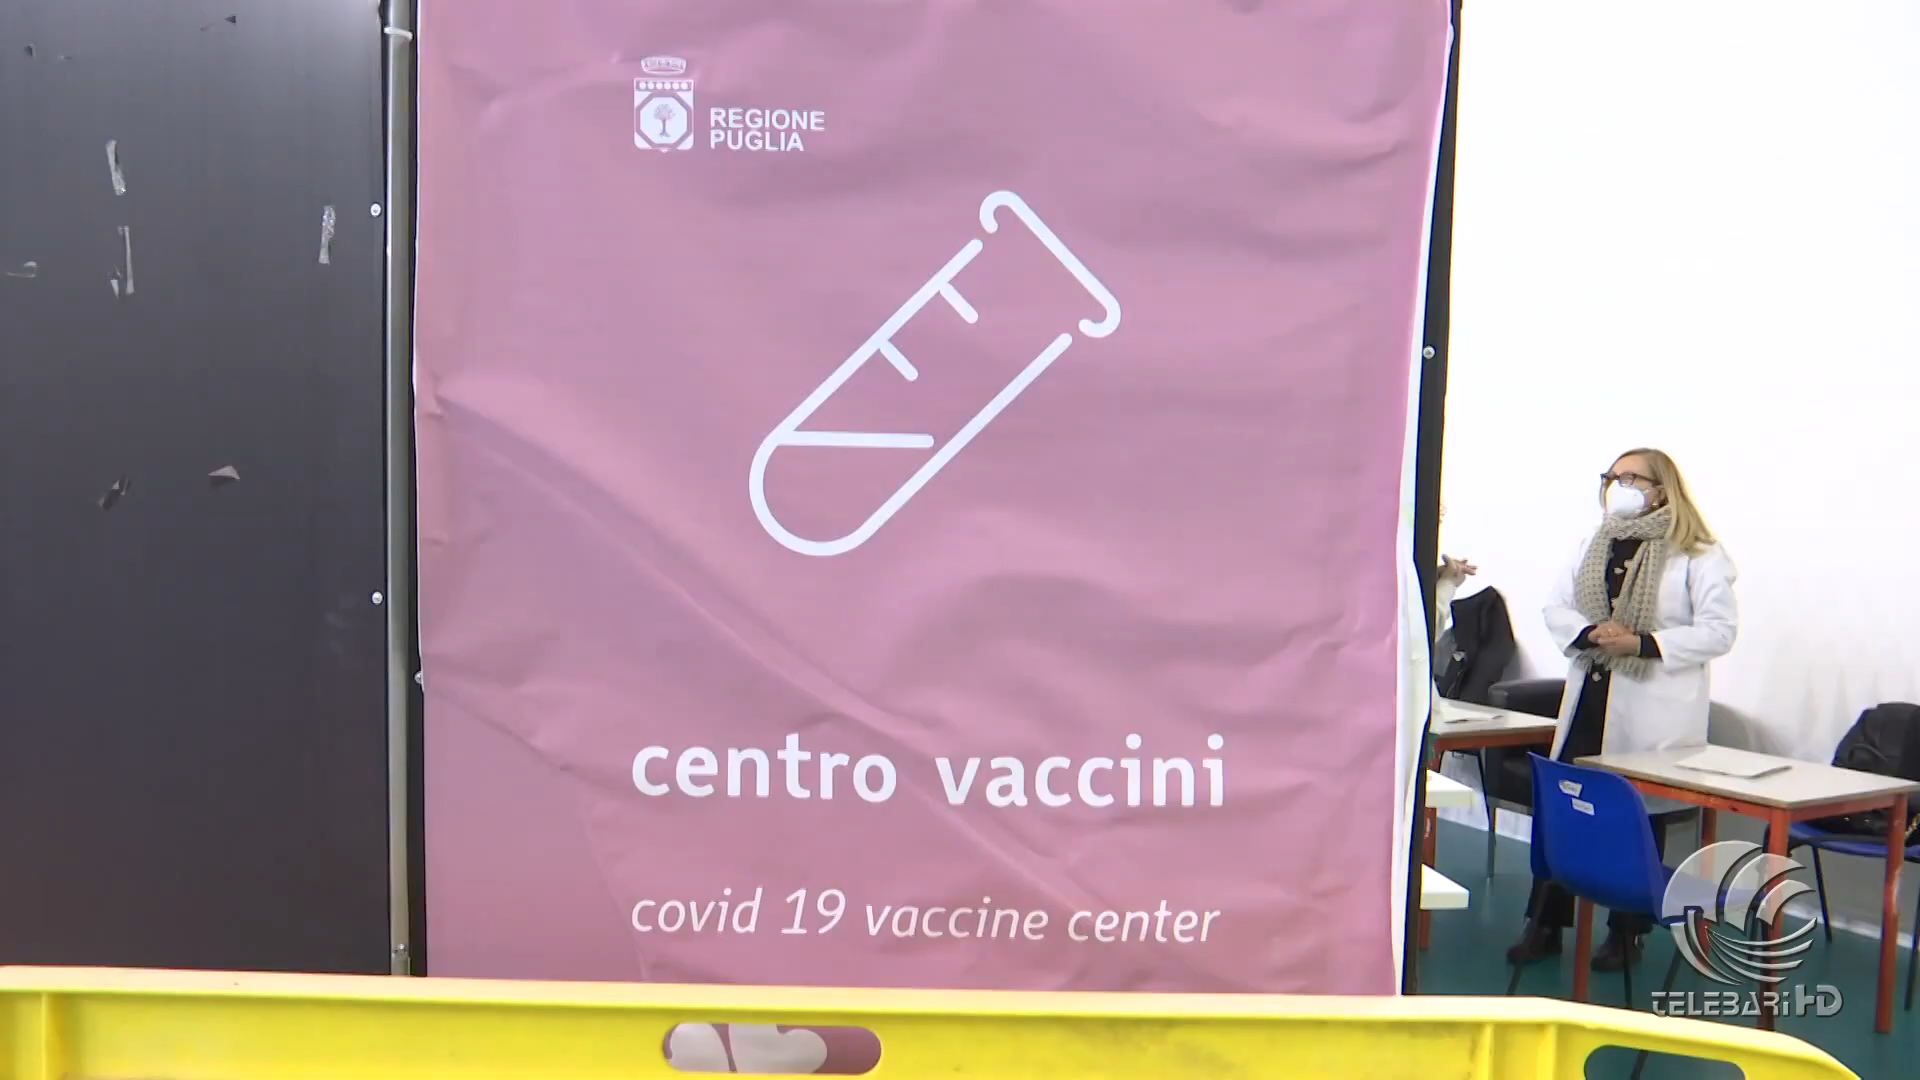 REGIONE
PUGLIA
centro vaccini
covid 19 vaccine center
TELEBARI HD